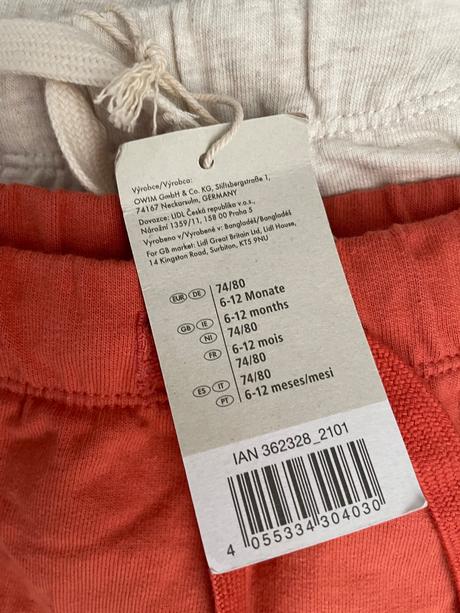 Výrobce/Výrobca:
OWIM GmbH & Co. KG, Stiftsbergstraße 1,
74167 Neckarsulm, GERMANY
Dovozce: LIDL Česká republika v.o.s.,
Nárožní 1359/11, 158 00 Praha 5
Vyrobeno v/Vyrobené v: Bangladéš/Bangladéš
For GB market: Lidl Great Britain Ltd, Lidl House,
14 Kingston Road, Surbiton, KT5 9NU
EUR DE 74/80
6-12 Monate
GB IE 6-12 months
NI 74/80
FR 6-12 mois
74/80
ES IT 74/80
PT 6-12 meses/mesi
IAN 362328_2101
4 055334 304030